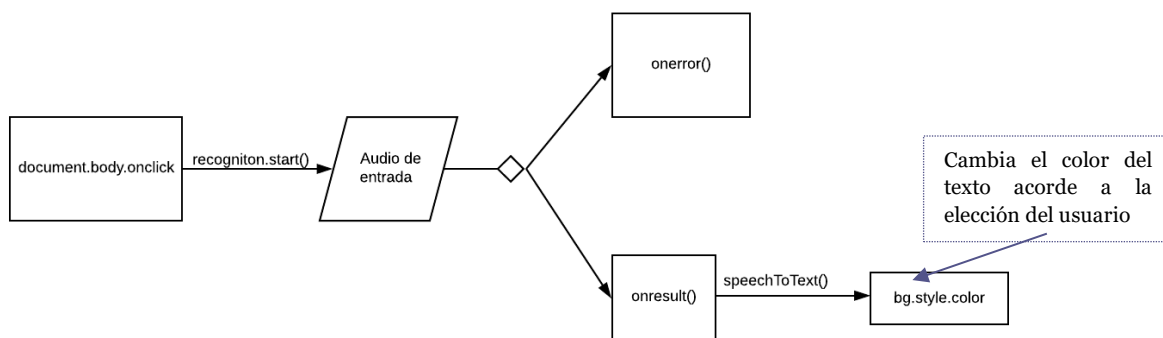 document.body.onclick
recogniton.start()
Audio de
entrada
onerror()
onresult()
speechToText()
bg.style.color
Cambia el color del
texto acorde a la
elección del usuario